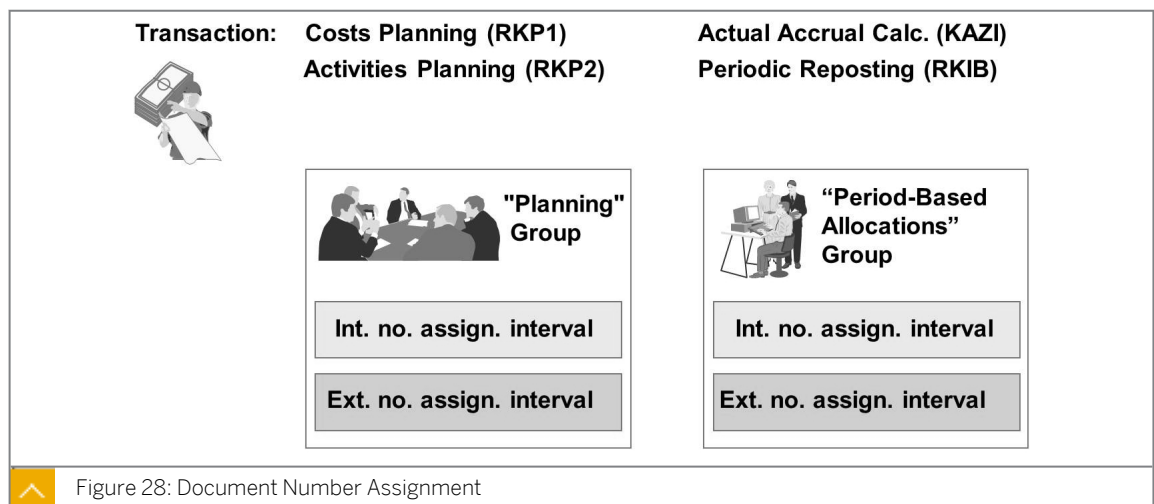 Transaction: Costs Planning (RKP1) Actual Accrual Calc. (KAZI)
Activities Planning (RKP2) Periodic Reposting (RKIB)
"Planning"
Group
“Period-Based
Allocations”
Group
Int. no. assign. interval
Ext. no. assign. interval
Int. no. assign. interval
Ext. no. assign. interval
Figure 28: Document Number Assignment